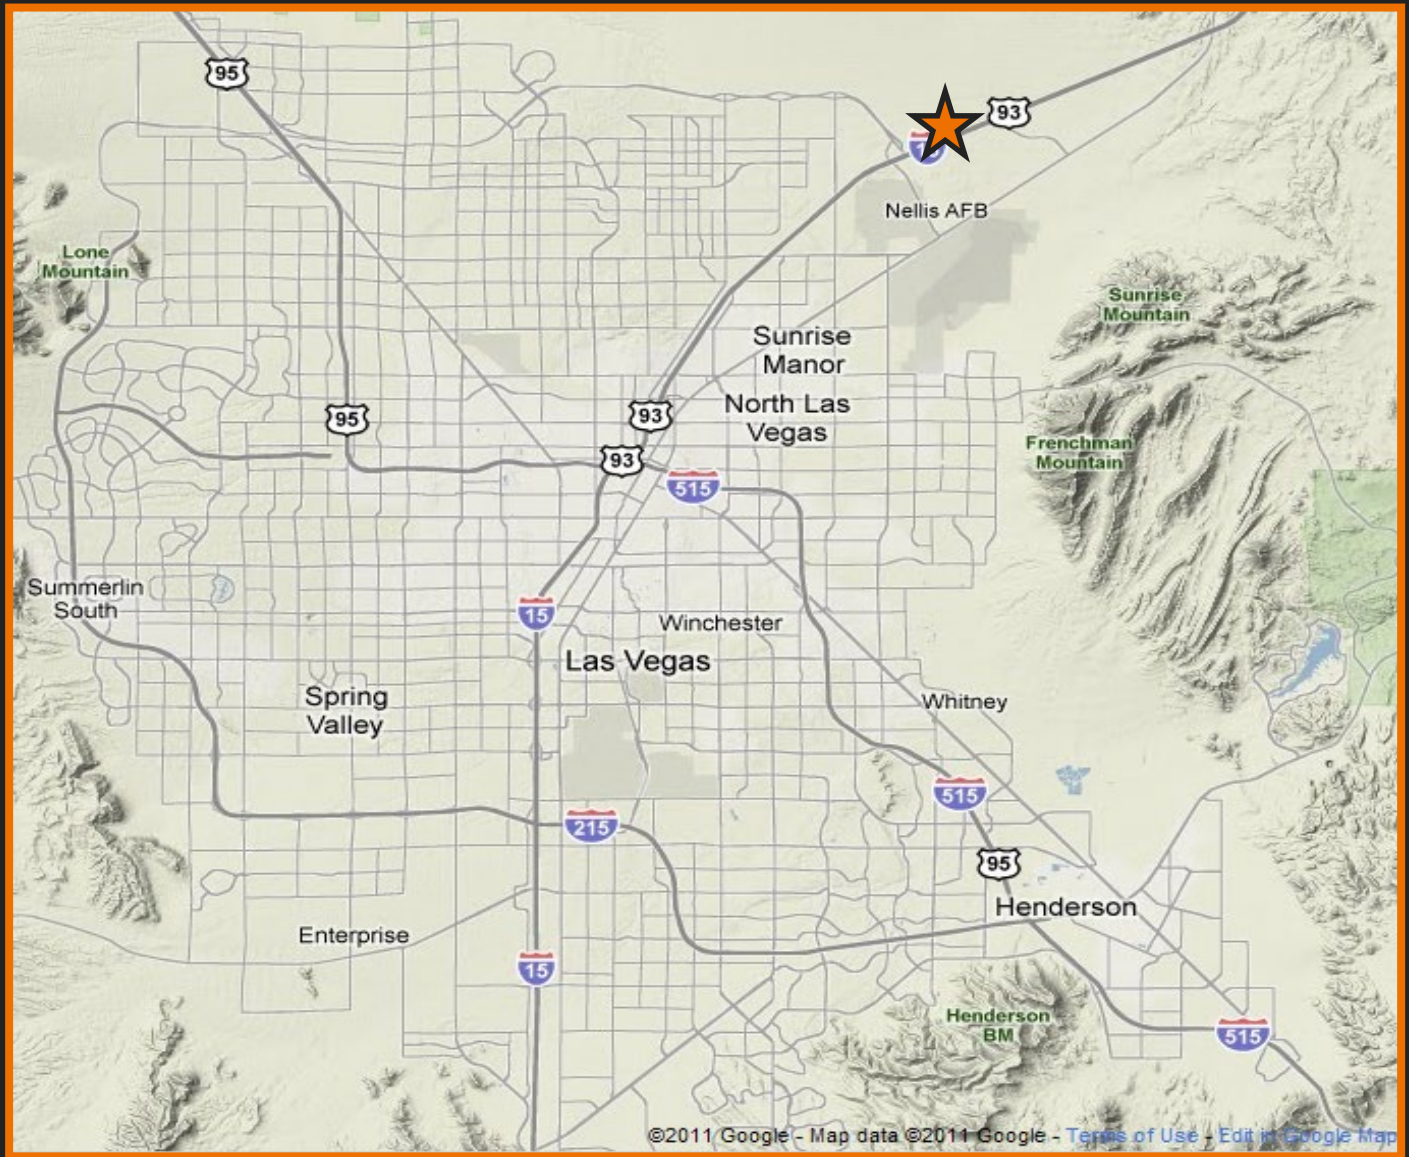 95
93
Nellis AFB
Lone
Mountain
Sunrise
Mountain
Sunrise
Manor
95
93
North Las
Vegas
93
Frenchman
Mountain
515
Summerlin
South
15
Winchester
Las Vegas
Spring
Valley
Whitney
515
215
95
Henderson
Enterprise
15
Henderson
BM
515
©2011 Google - Map data ©2011 Google - Terms of Use - Edit in Google Map